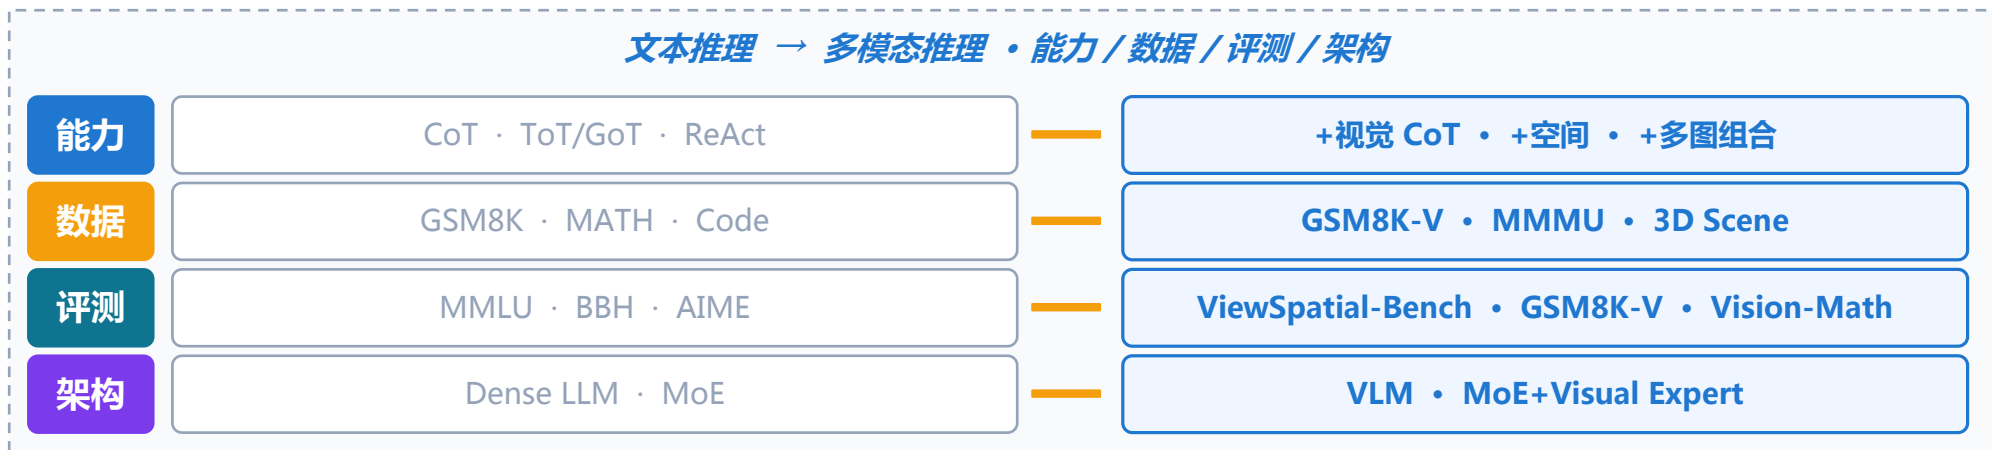 文本推理 → 多模态推理 • 能力 / 数据 / 评测 / 架构
能力
CoT · ToT/GoT · ReAct
+视觉 CoT • +空间 • +多图组合
数据
GSM8K · MATH · Code
GSM8K-V • MMMU • 3D Scene
评测
MMLU · BBH · AIME
ViewSpatial-Bench • GSM8K-V • Vision-Math
架构
Dense LLM · MoE
VLM • MoE+Visual Expert